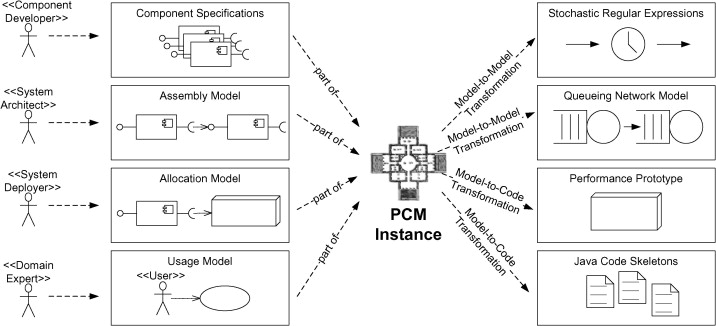 <<Component
Developer>>
Component Specifications
part of
Model-to-Model
Transformation
Stochastic Regular Expressions
<<System
Architect>>
Assembly Model
part of
Model-to-Model
Transformation
Queueing Network Model
PCM
Instance
<<System
Deployer>>
Allocation Model
part of
Model-to-Code
Transformation
Performance Prototype
<<Domain
Expert>>
Usage Model
<<User>>
part of
Model-to-Code
Transformation
Java Code Skeletons